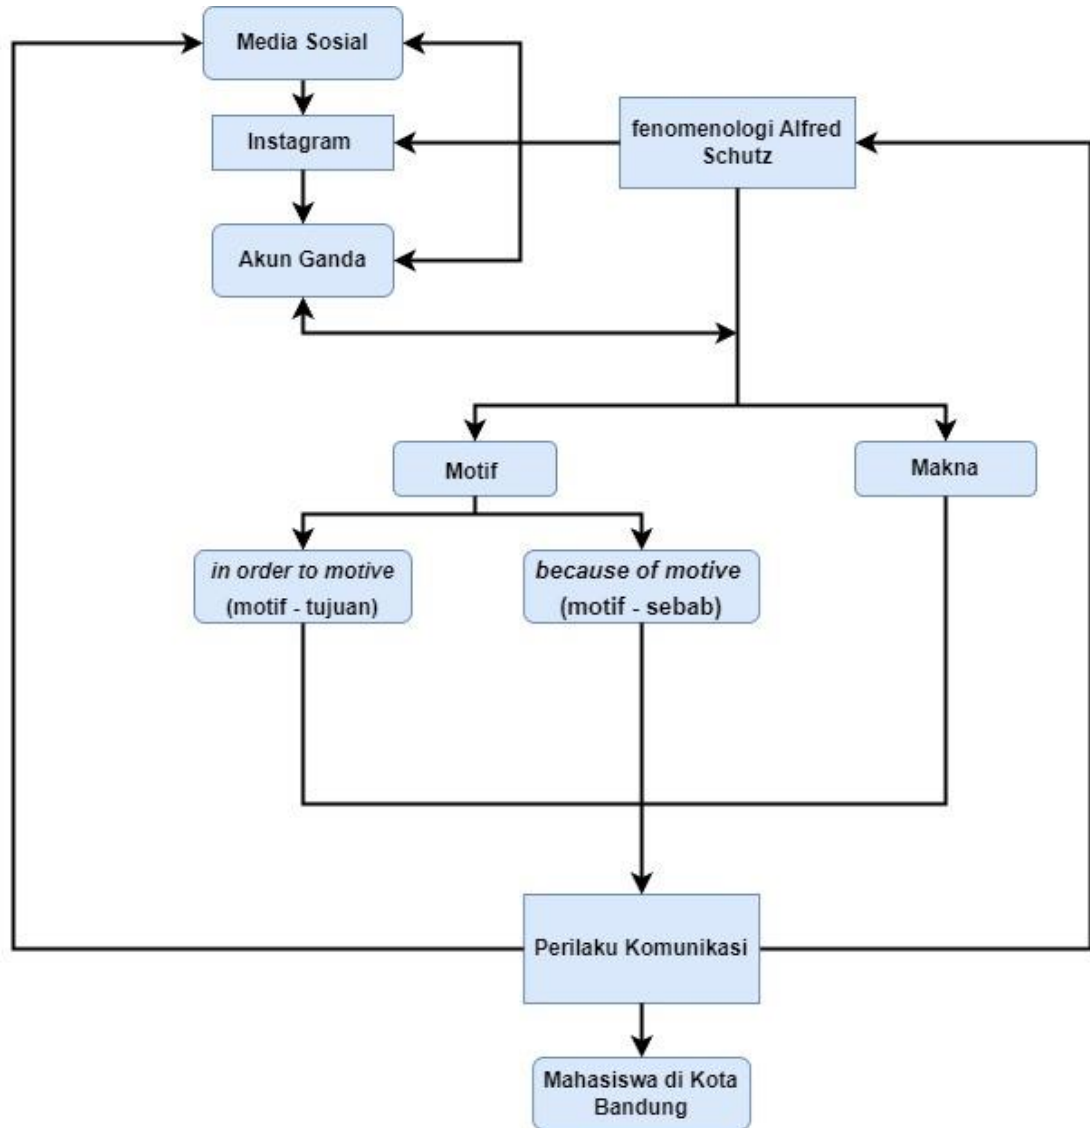 Media Sosial
Instagram
fenomenologi Alfred
Schutz
Akun Ganda
Motif
Makna
in order to motive
(motif - tujuan)
because of motive
(motif - sebab)
Perilaku Komunikasi
Mahasiswa di Kota
Bandung